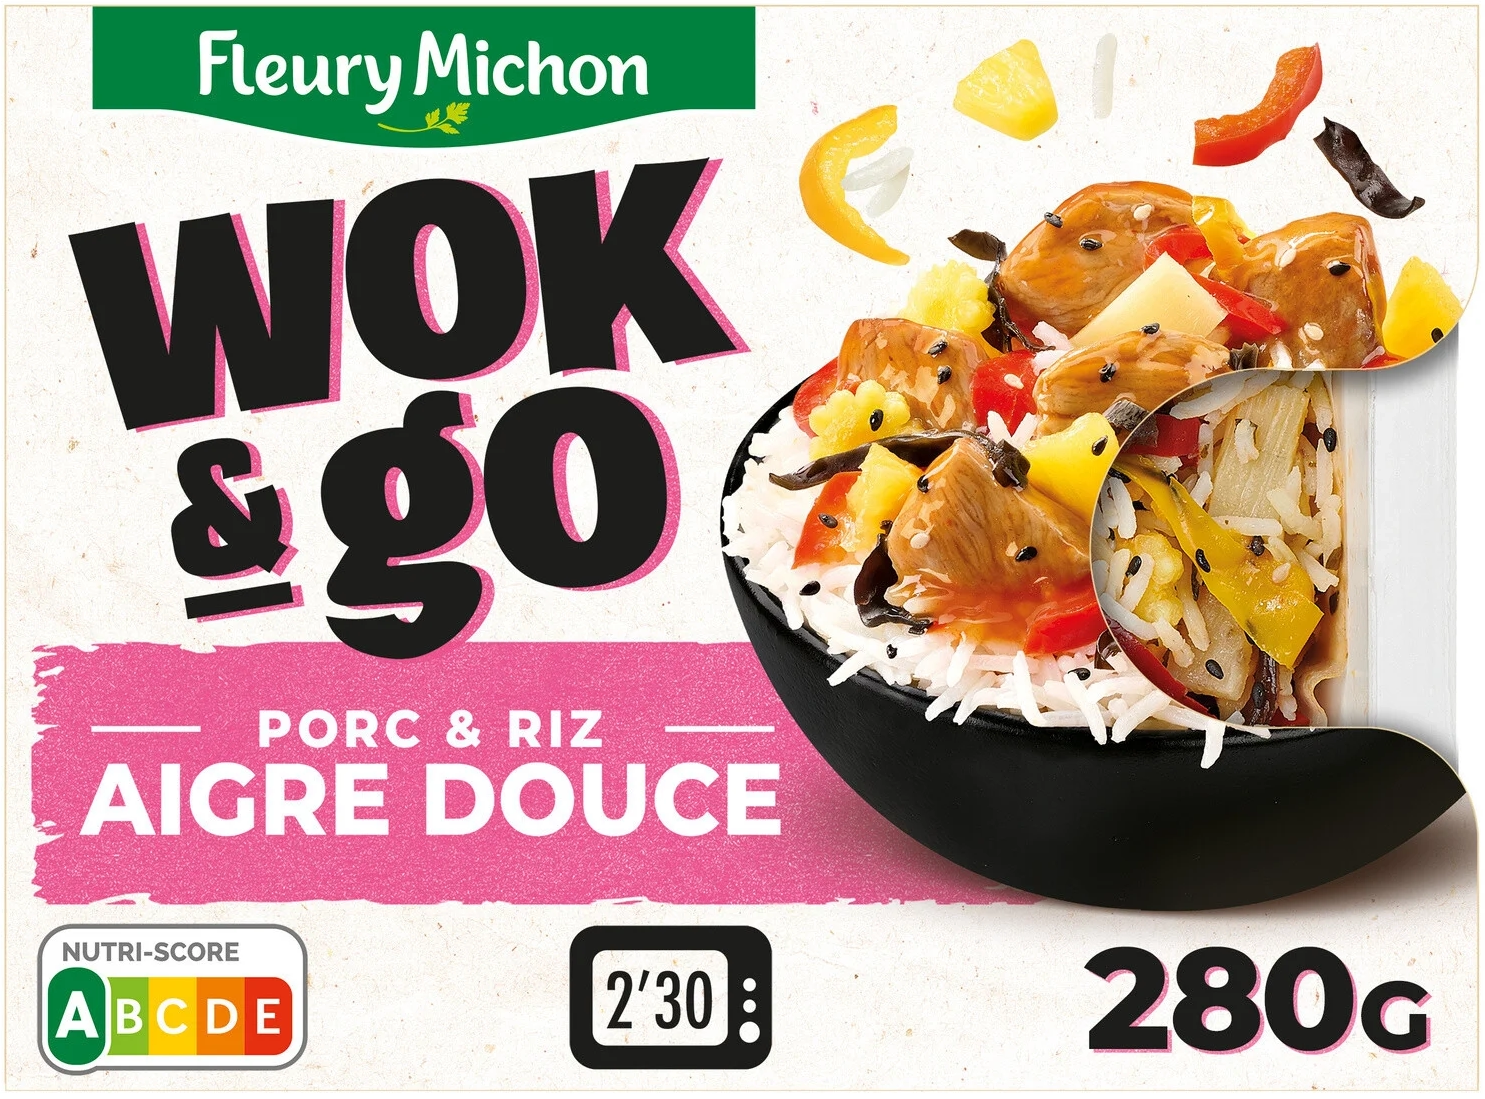 Fleury Michon
WOK
& go
PORC & RIZ
AIGRE DOUCE
NUTRI-SCORE
A B C D E
2'30
280G